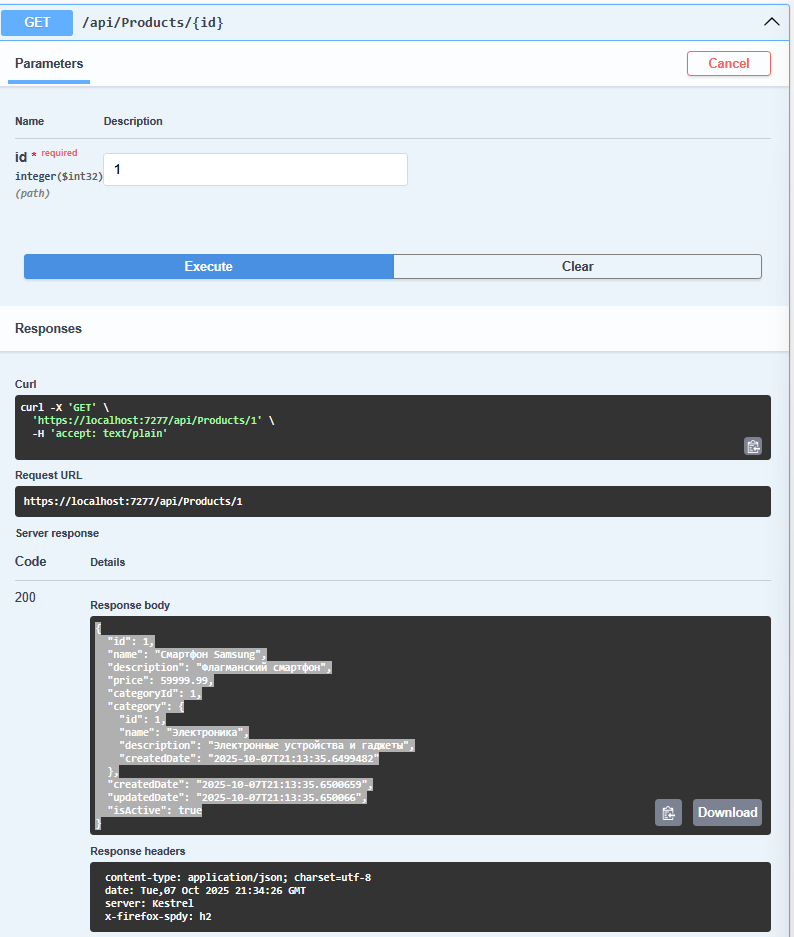 GET /api/Products/{id}
Parameters
Cancel
Name Description
id * required
integer($int32)
(path)
1
Execute Clear
Responses
Curl
curl -X 'GET' \
'https://localhost:7277/api/Products/1' \
-H 'accept: text/plain'
Request URL
https://localhost:7277/api/Products/1
Server response
Code Details
200
Response body
{
"id": 1,
"name": "Смартфон Samsung",
"description": "Флагманский смартфон",
"price": 59999.99,
"categoryId": 1,
"category": {
"id": 1,
"name": "Электроника",
"description": "Электронные устройства и гаджеты",
"createdDate": "2025-10-07T21:13:35.6499482"
},
"createdDate": "2025-10-07T21:13:35.6500659",
"updatedDate": "2025-10-07T21:13:35.650066",
"isActive": true
}
Download
Response headers
content-type: application/json; charset=utf-8
date: Tue,07 Oct 2025 21:34:26 GMT
server: Kestrel
x-firefox-spdy: h2